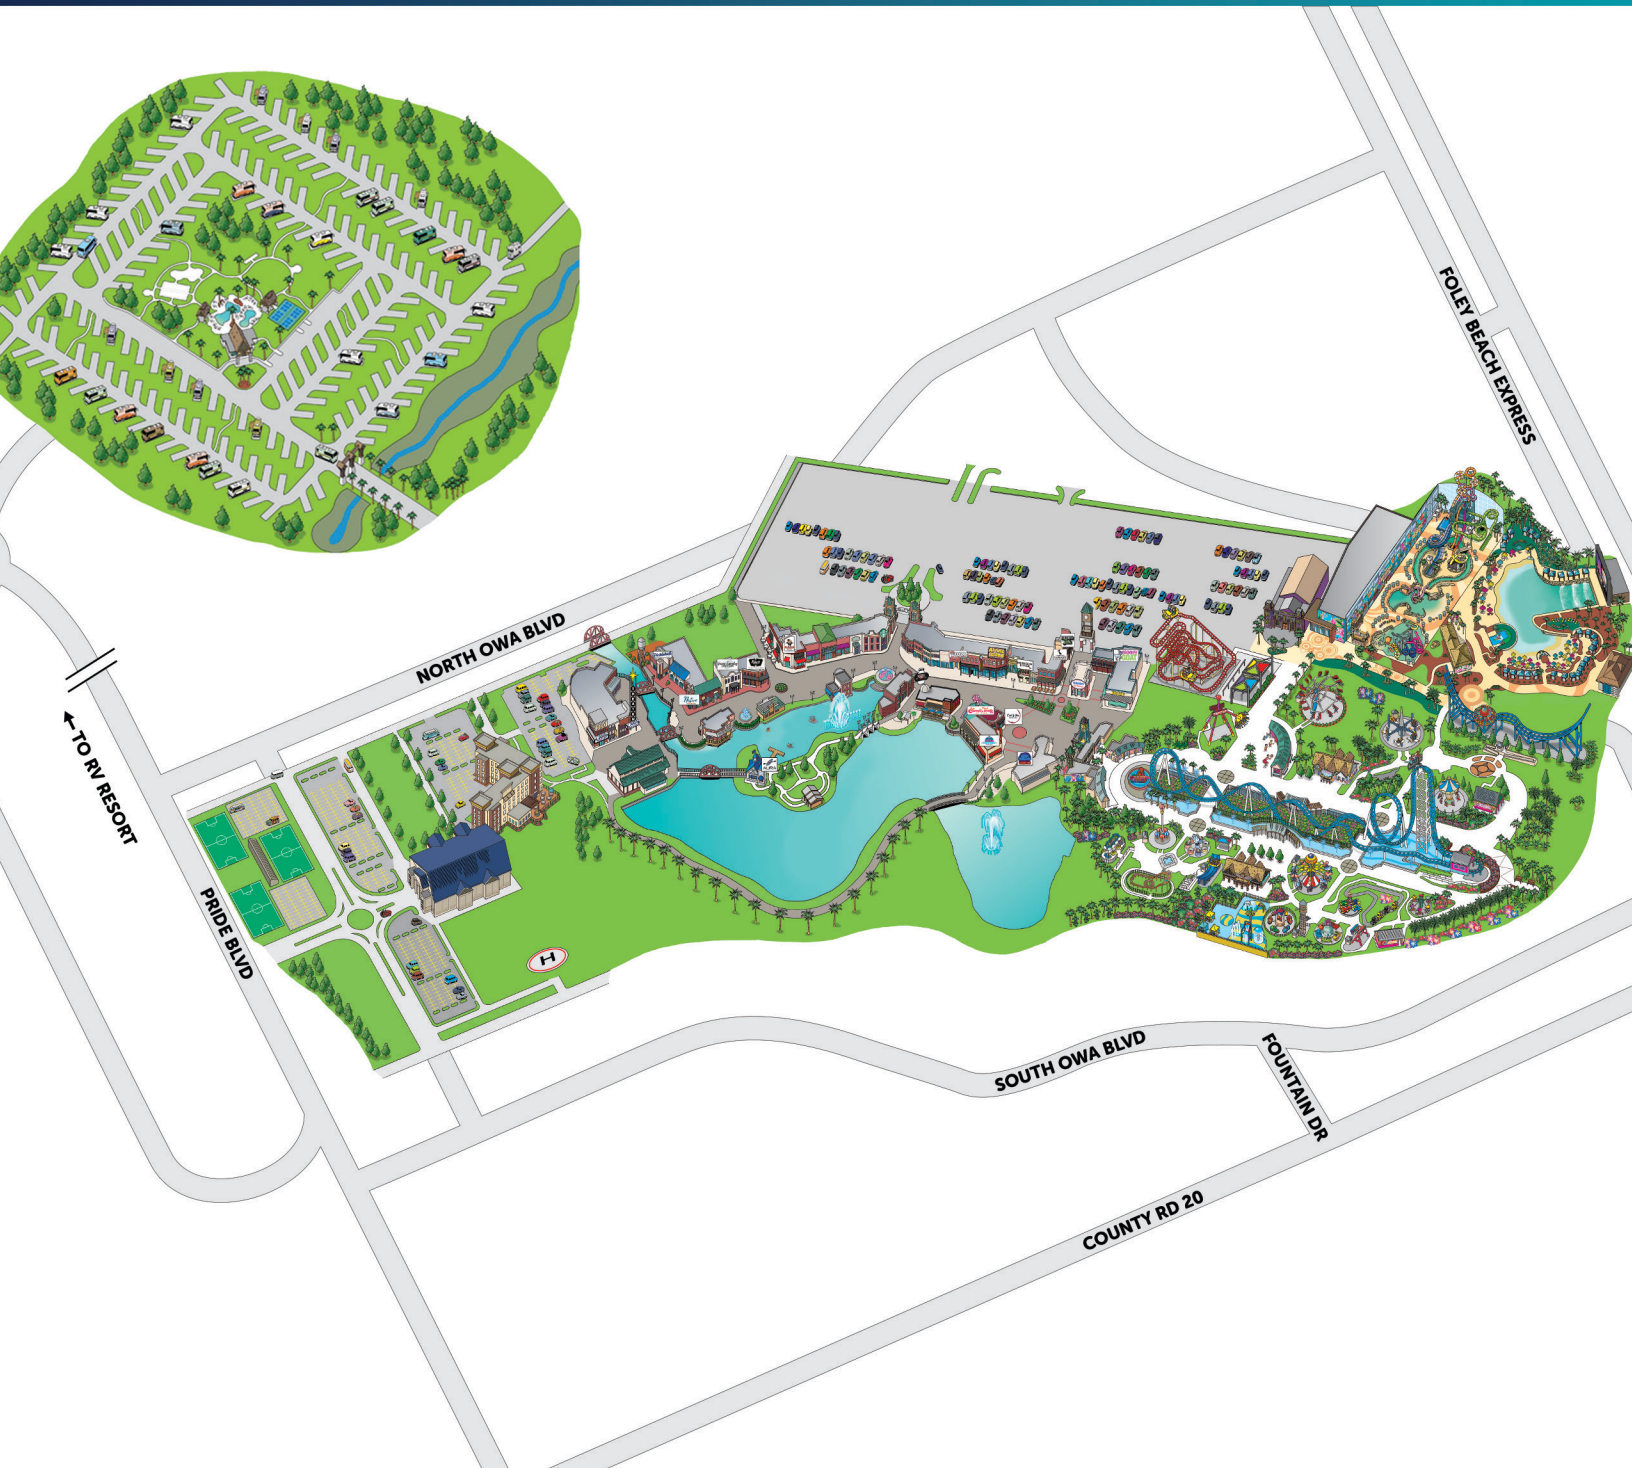 FOLEY BEACH EXPRESS
NORTH OWA BLVD
TO RV RESORT
PRIDE BLVD
H
SOUTH OWA BLVD
FOUNTAIN DR
COUNTY RD 20